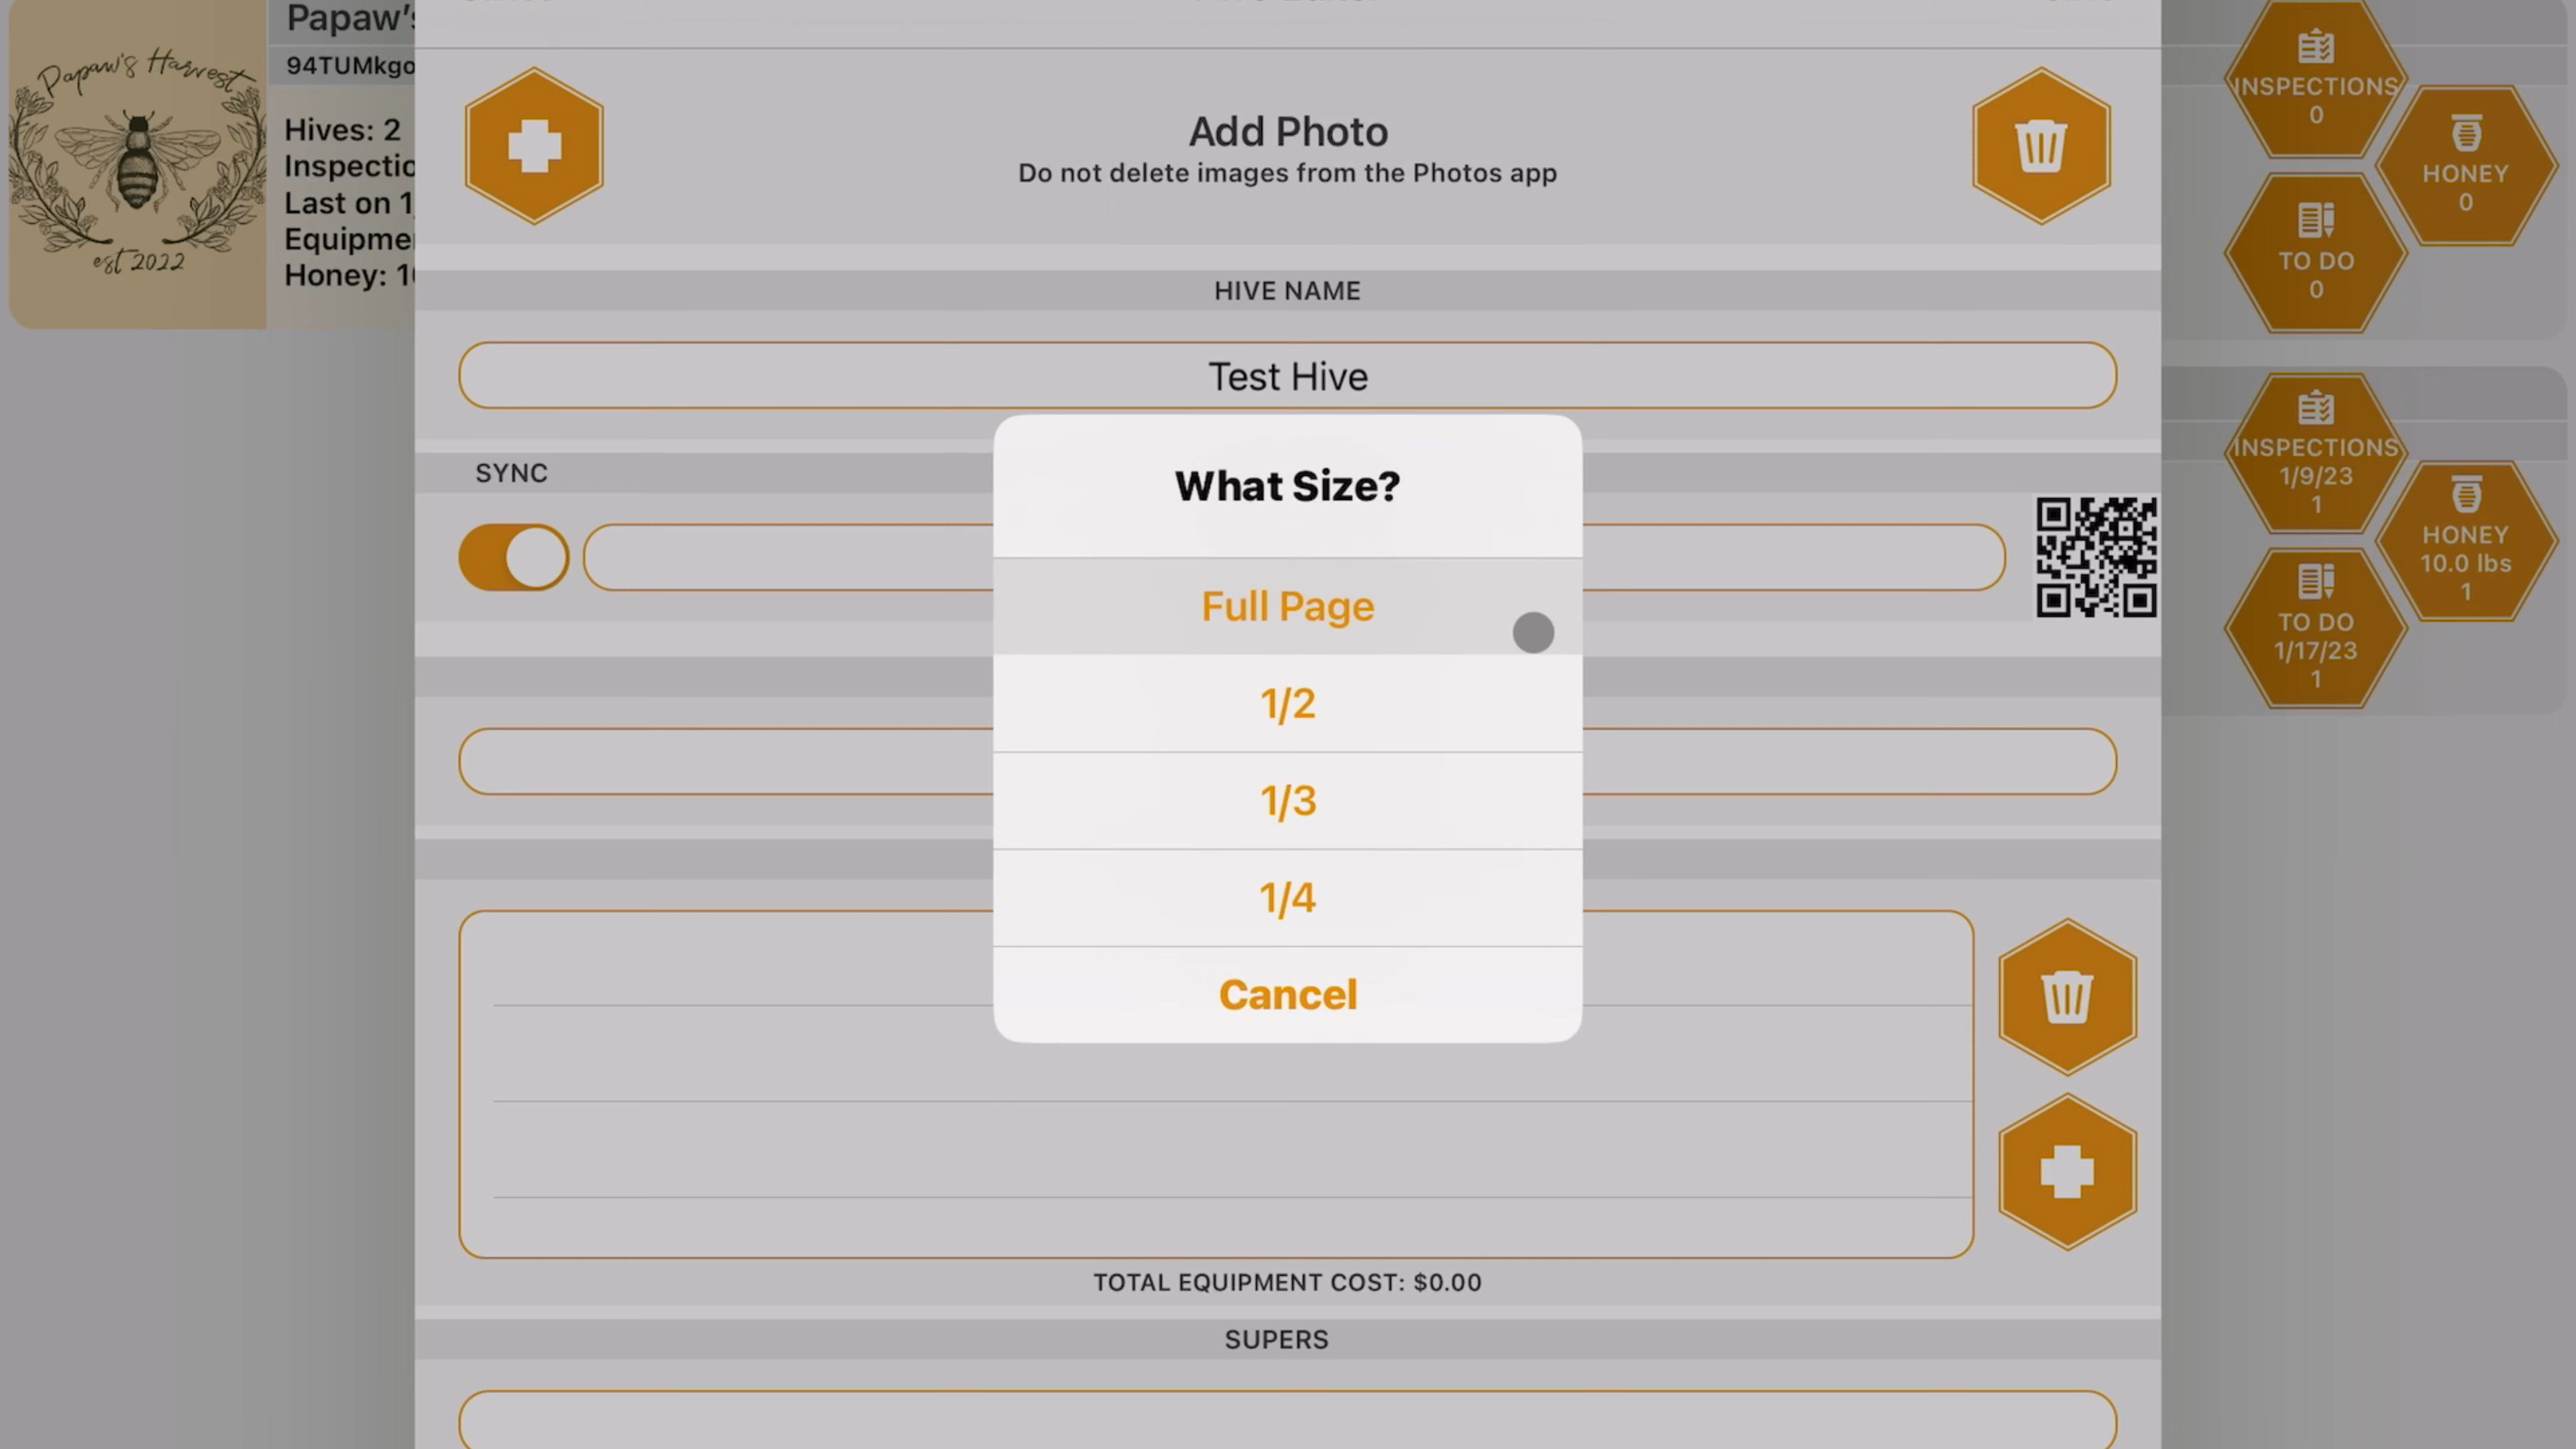 Papaw's
94TUMkgo
Papaw's Harvest
est 2022
Hives: 2
Inspectio
Last on 1
Equipme
Honey: 1
Add Photo
Do not delete images from the Photos app
HIVE NAME
Test Hive
SYNC
What Size?
Full Page
1/2
1/3
1/4
Cancel
TOTAL EQUIPMENT COST: $0.00
SUPERS
INSPECTIONS
0
HONEY
0
TO DO
0
INSPECTIONS
1/9/23
1
HONEY
10.0 lbs
1
TO DO
1/17/23
1